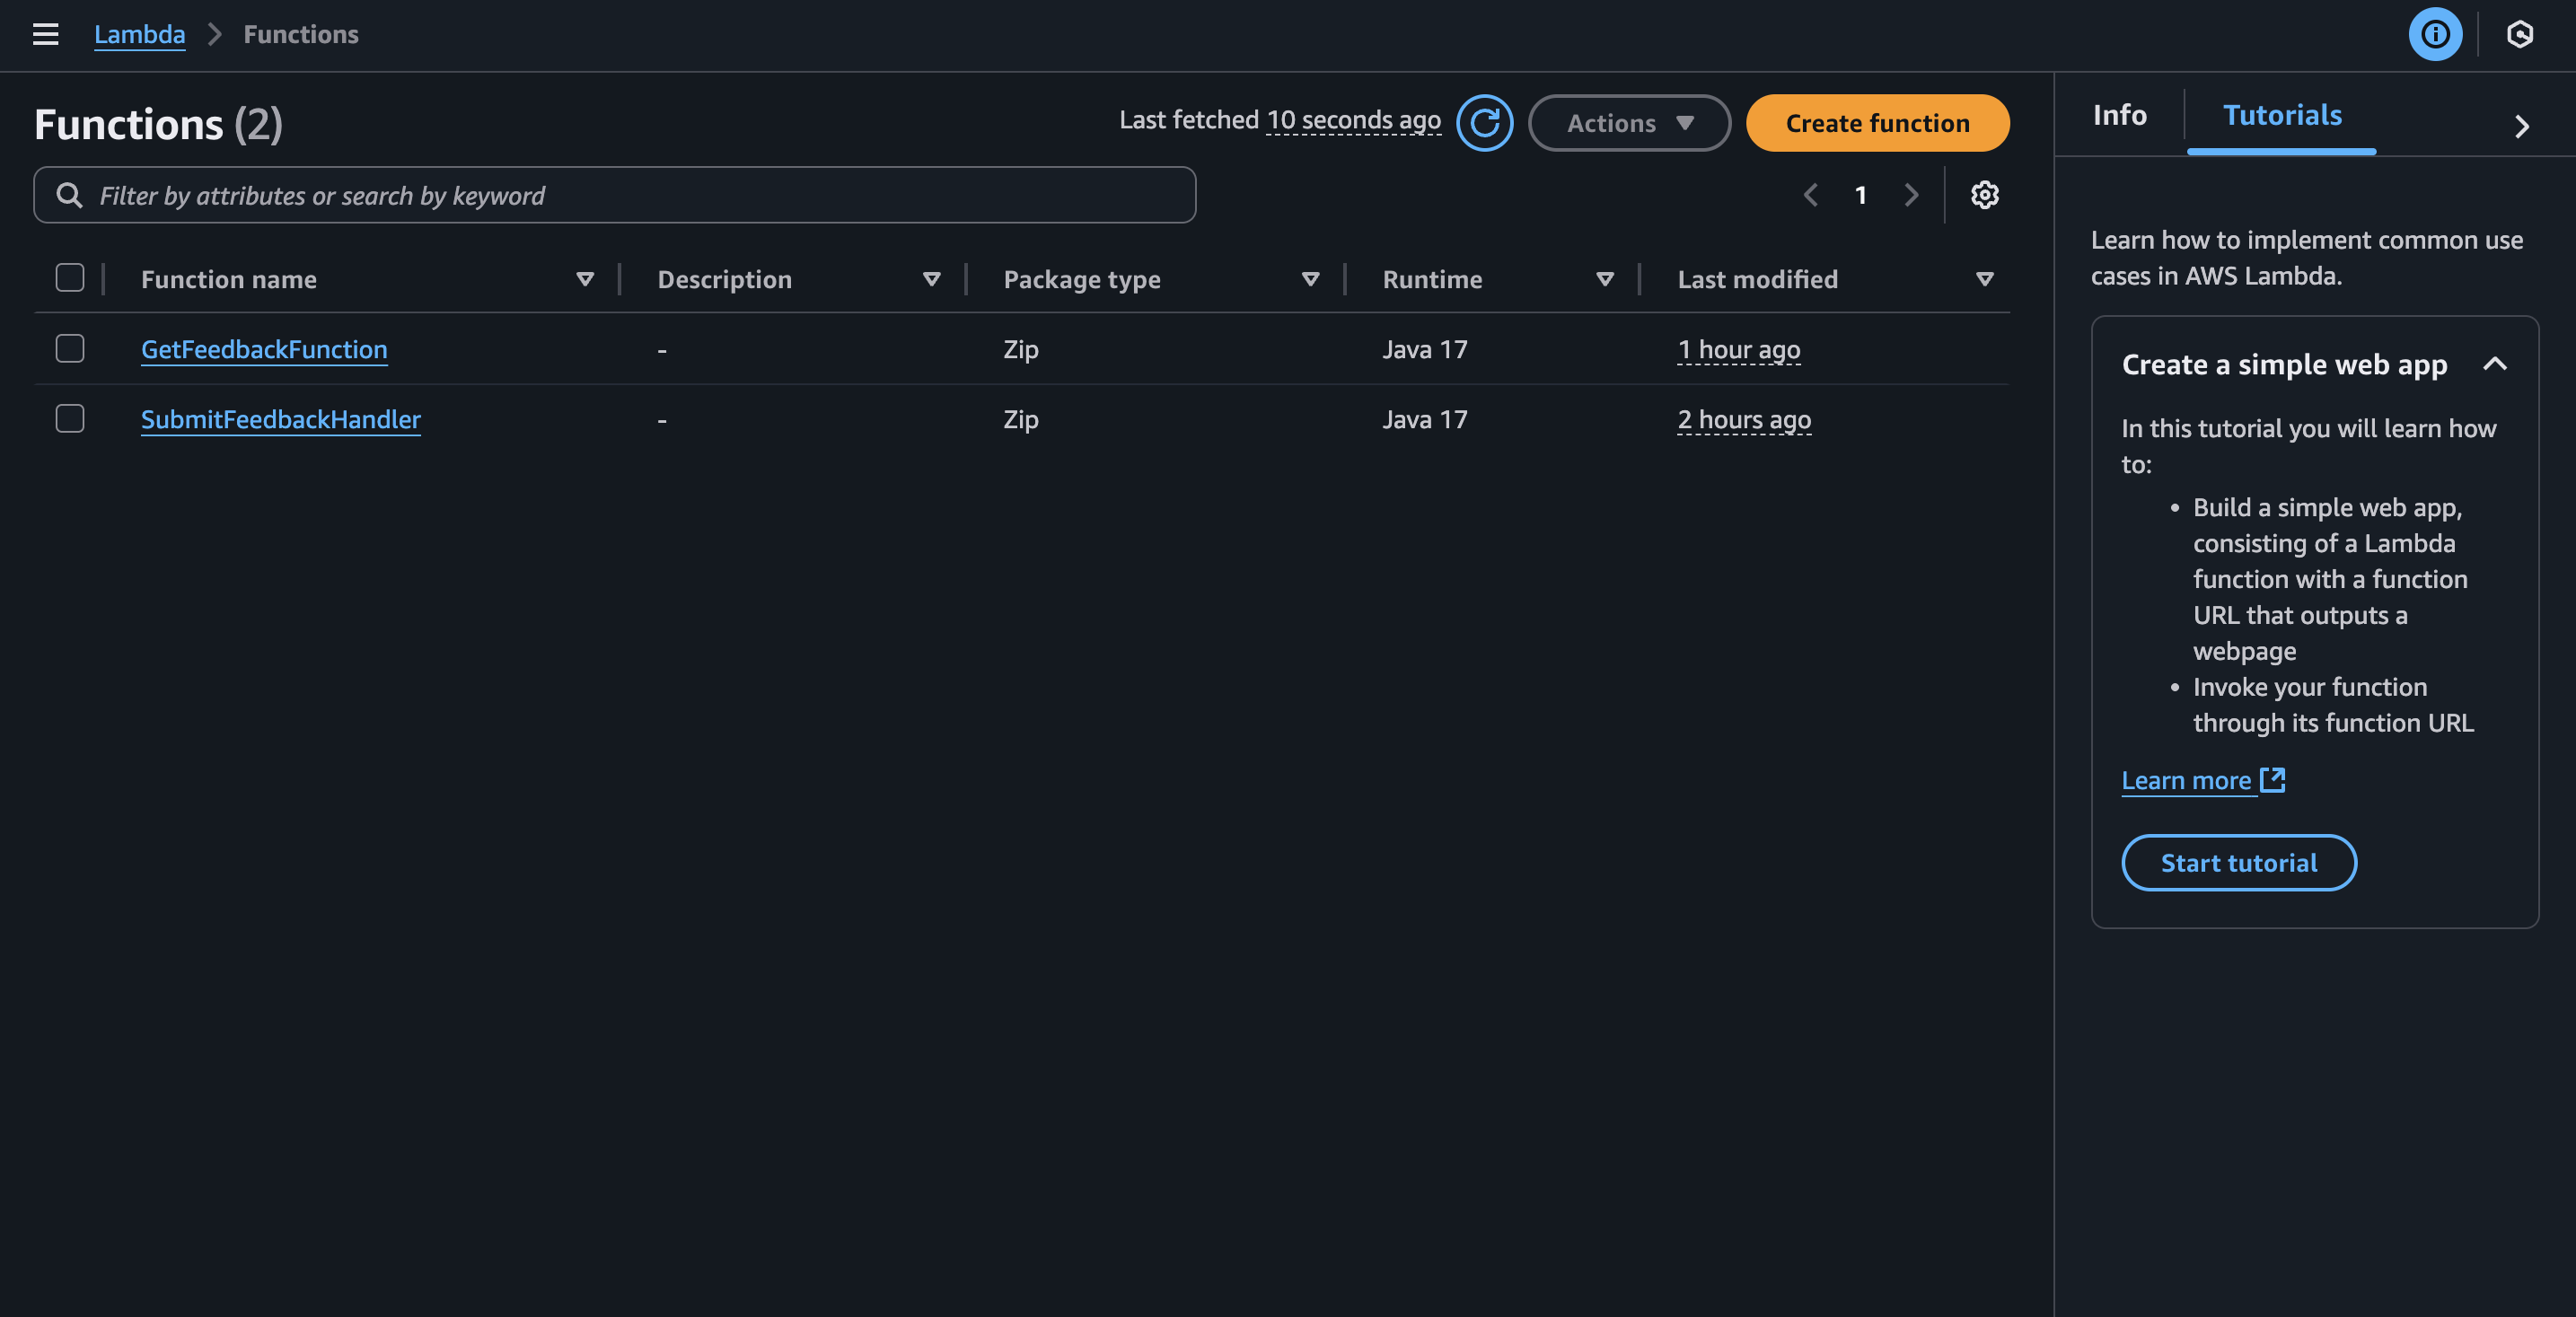 Lambda > Functions
Functions (2)
Last fetched 10 seconds ago
Actions
Create function
Filter by attributes or search by keyword
1
Function name Description Package type Runtime Last modified
GetFeedbackFunction - Zip Java 17 1 hour ago
SubmitFeedbackHandler - Zip Java 17 2 hours ago
Info
Tutorials
Learn how to implement common use
cases in AWS Lambda.
Create a simple web app
In this tutorial you will learn how
to:
• Build a simple web app,
consisting of a Lambda
function with a function
URL that outputs a
webpage
• Invoke your function
through its function URL
Learn more
Start tutorial